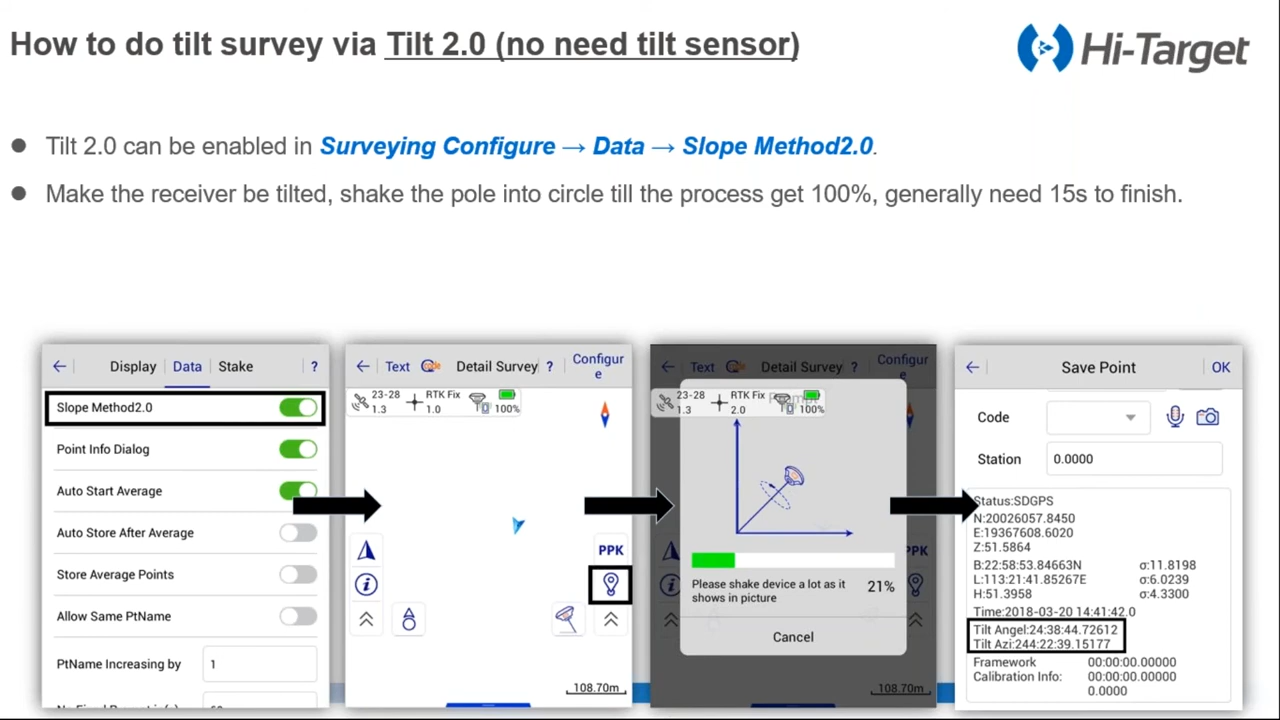 How to do tilt survey via Tilt 2.0 (no need tilt sensor)
Hi-Target
● Tilt 2.0 can be enabled in Surveying Configure → Data → Slope Method2.0.
● Make the receiver be tilted, shake the pole into circle till the process get 100%, generally need 15s to finish.
Display Data Stake ?
Slope Method2.0
Point Info Dialog
Auto Start Average
Auto Store After Average
Store Average Points
Allow Same PtName
PtName Increasing by 1
Text Code Detail Survey ? Configur
e
23-28 RTK Fix
1.3 1.0 100%
PPK
108.70m
Text Detail Survey ? Configur
e
23-28 RTK Fix Prompt
1.3 2.0 100%
PPK
Please shake device a lot as it
shows in picture
21%
Cancel
108.70m
Save Point OK
Code
Station 0.0000
Status:SDGPS
N:20026057.8450
E:19367608.6020
Z:51.5864
B:22:58:53.84663N σ:11.8198
L:113:21:41.85267E σ:6.0239
H:51.3958 σ:4.3300
Time:2018-03-20 14:41:42.0
Tilt Angel:24:38:44.72612
Tilt Azi:244:22:39.15177
Framework 00:00:00.00000
Calibration Info: 00:00:00.00000
0.0000